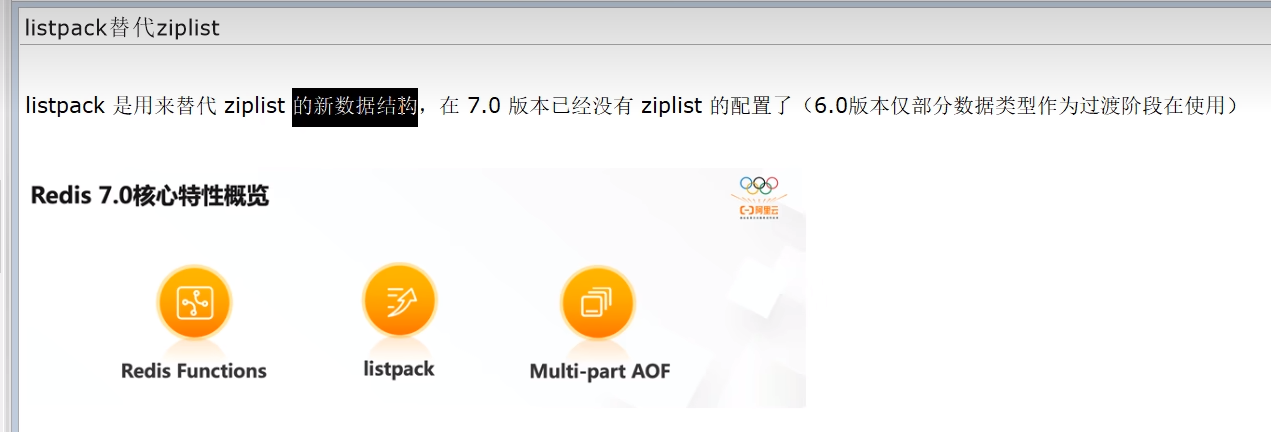 listpack替代ziplist
listpack 是用来替代 ziplist 的新数据结构，在 7.0 版本已经没有 ziplist 的配置了（6.0版本仅部分数据类型作为过渡阶段在使用）
Redis 7.0核心特性概览
阿里云
Redis Functions
listpack
Multi-part AOF